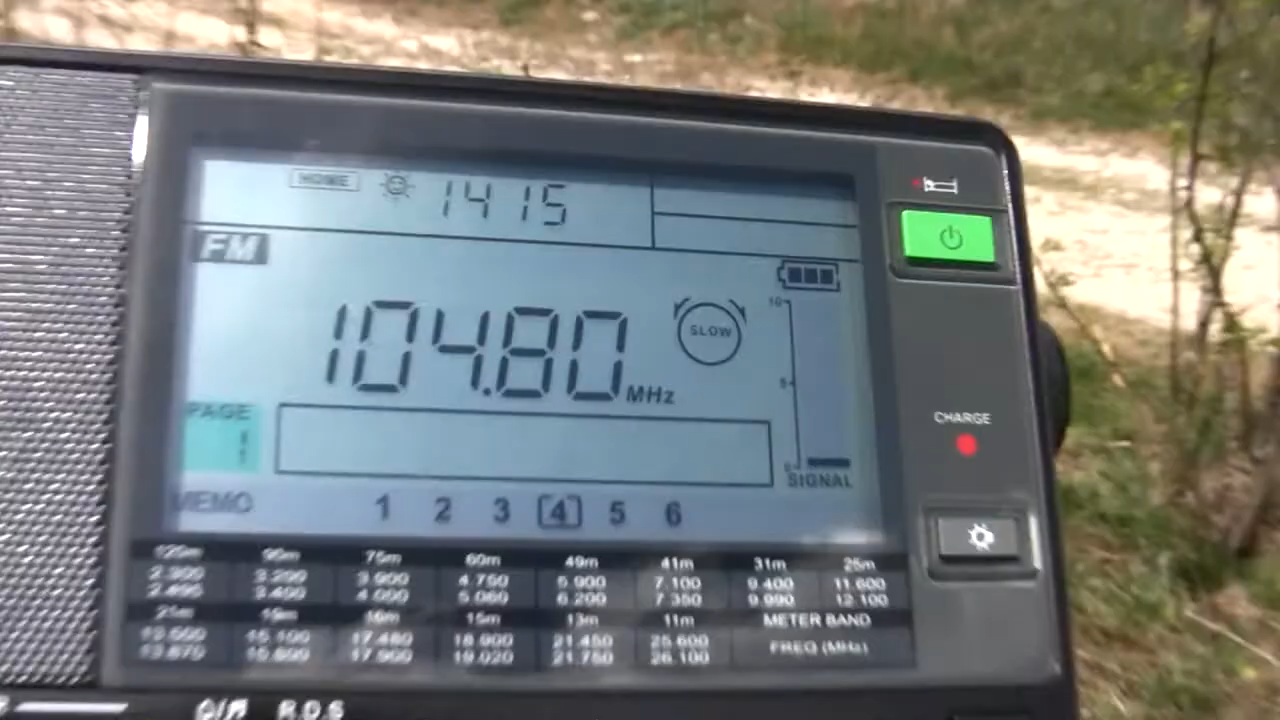 HOME 1415
FM
104.80 MHz
SLOW
10
5
0
SIGNAL
PAGE
1
MEMO 1 2 3 4 5 6
CHARGE
120m 90m 75m 60m 49m 41m 31m 25m
2.300 3.200 3.900 4.750 5.900 7.100 9.400 11.600
2.495 3.400 4.000 5.060 6.200 7.350 9.990 12.100
21m 19m 16m 15m 13m 11m METER BAND
15.100 17.480 18.900 21.450 25.600 FREQ (MHz)
13.870 15.800 17.900 19.020 21.750 26.100
R.D.S